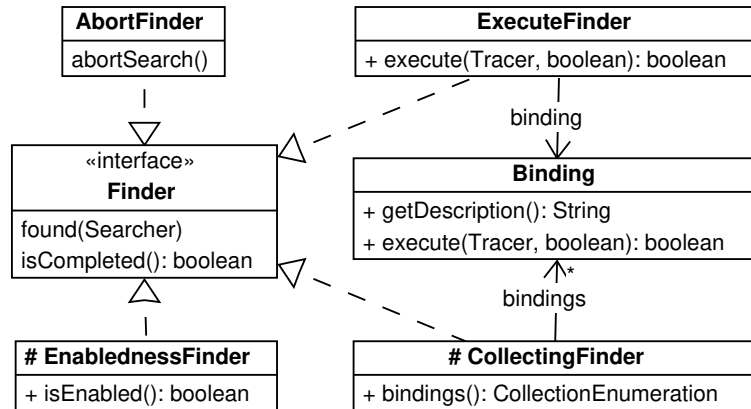 AbortFinder
abortSearch()
ExecuteFinder
+ execute(Tracer, boolean): boolean
binding
«interface»
Finder
found(Searcher)
isCompleted(): boolean
Binding
+ getDescription(): String
+ execute(Tracer, boolean): boolean
*
bindings
# EnablednessFinder
+ isEnabled(): boolean
# CollectingFinder
+ bindings(): CollectionEnumeration